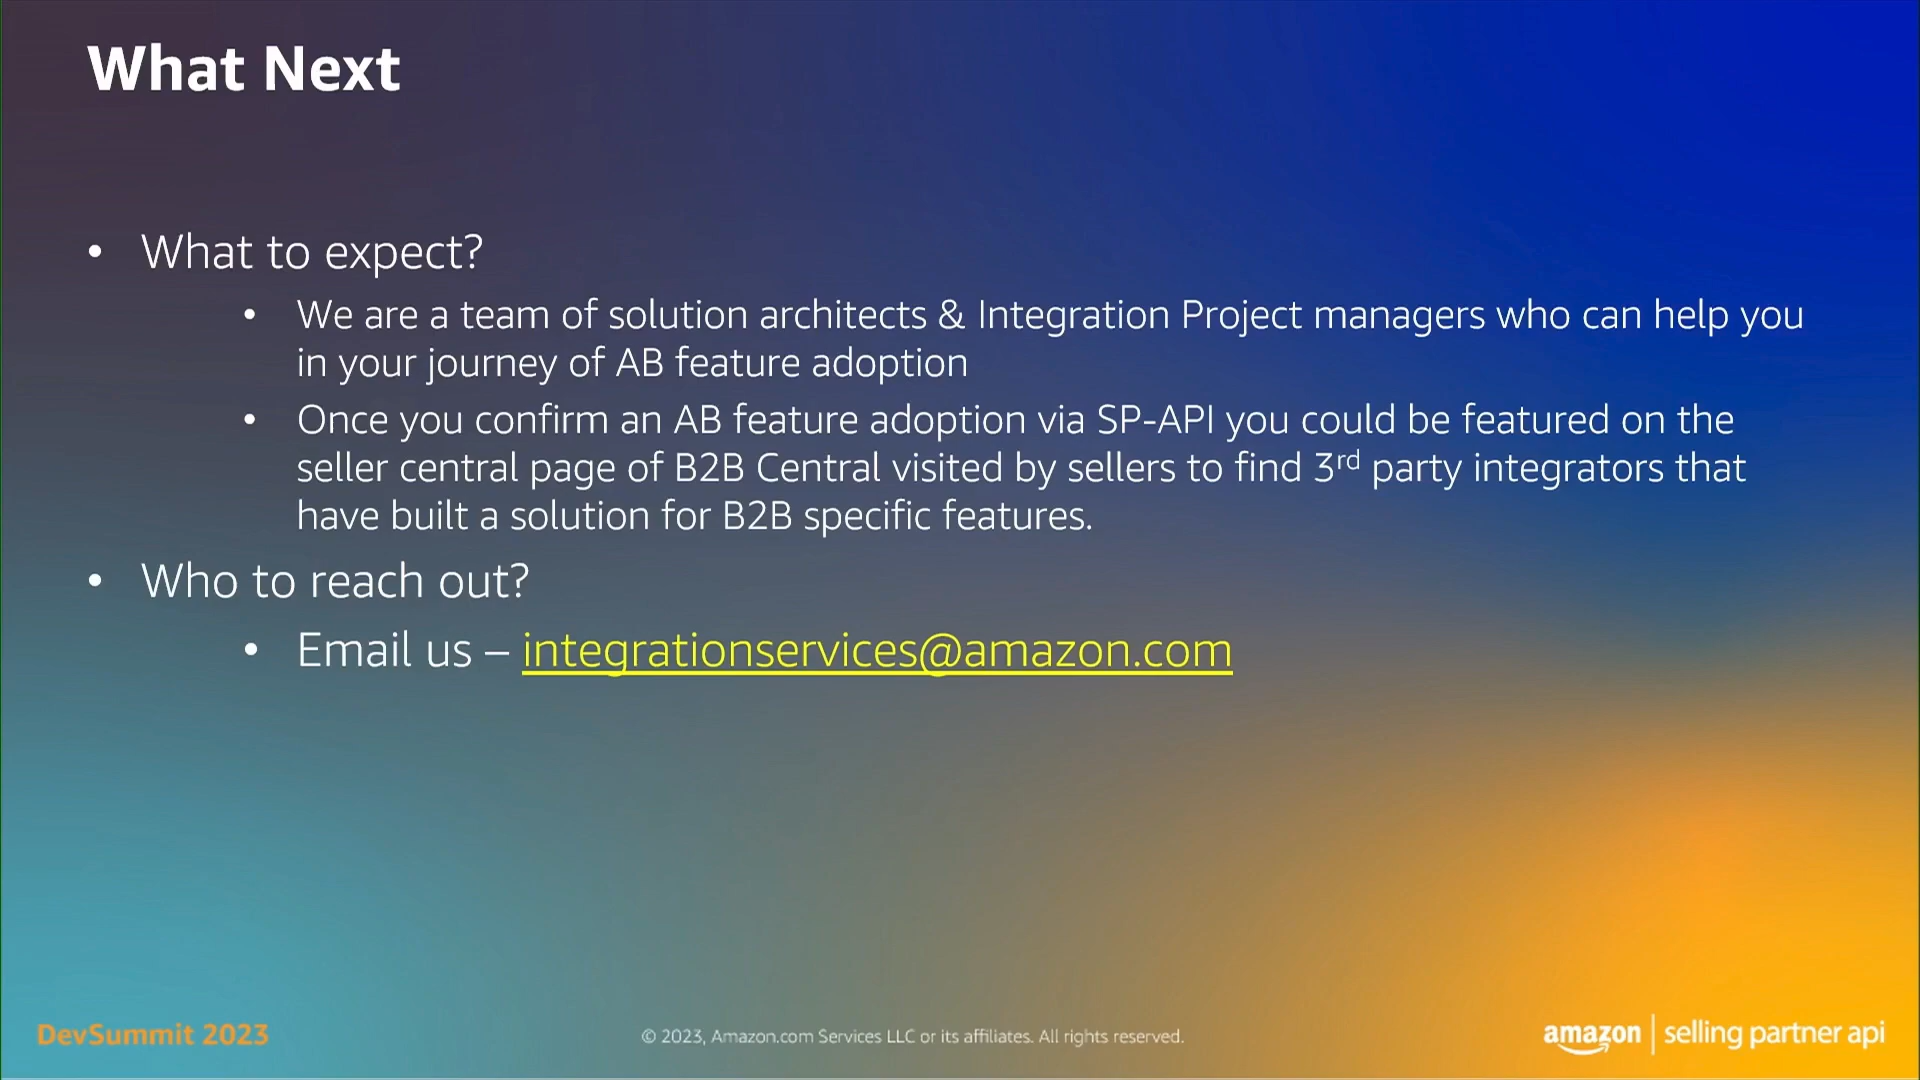 What Next
• What to expect?
• We are a team of solution architects & Integration Project managers who can help you
in your journey of AB feature adoption
• Once you confirm an AB feature adoption via SP-API you could be featured on the
seller central page of B2B Central visited by sellers to find 3rd party integrators that
have built a solution for B2B specific features.
• Who to reach out?
• Email us – integrationservices@amazon.com
DevSummit 2023
© 2023, Amazon.com Services LLC or its affiliates. All rights reserved.
amazon | selling partner api